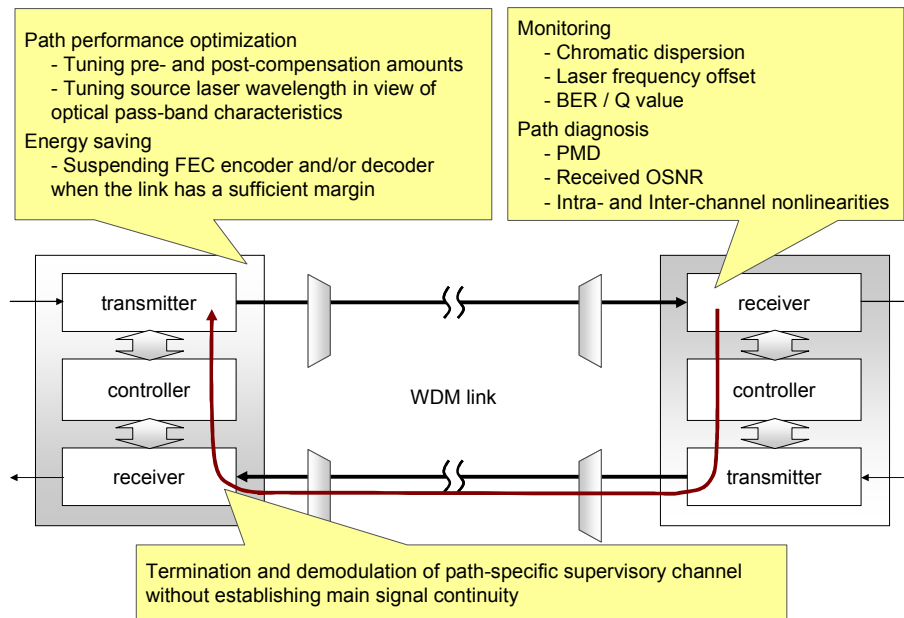 Path performance optimization
- Tuning pre- and post-compensation amounts
- Tuning source laser wavelength in view of
optical pass-band characteristics
Energy saving
- Suspending FEC encoder and/or decoder
when the link has a sufficient margin
Monitoring
- Chromatic dispersion
- Laser frequency offset
- BER / Q value
Path diagnosis
- PMD
- Received OSNR
- Intra- and Inter-channel nonlinearities
transmitter
controller
receiver
WDM link
receiver
controller
transmitter
Termination and demodulation of path-specific supervisory channel
without establishing main signal continuity